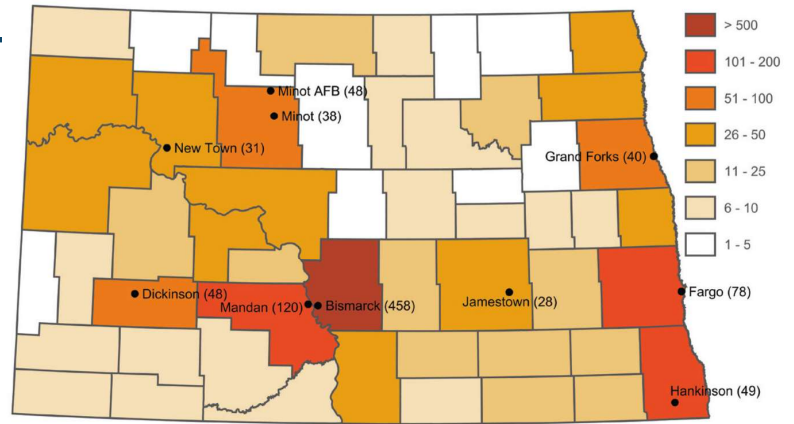 > 500
101 - 200
51 - 100
26 - 50
11 - 25
6 - 10
1 - 5
Minot AFB (48)
Minot (38)
New Town (31)
Grand Forks (40)
Dickinson (48)
Mandan (120)
Bismarck (458)
Jamestown (28)
Fargo (78)
Hankinson (49)